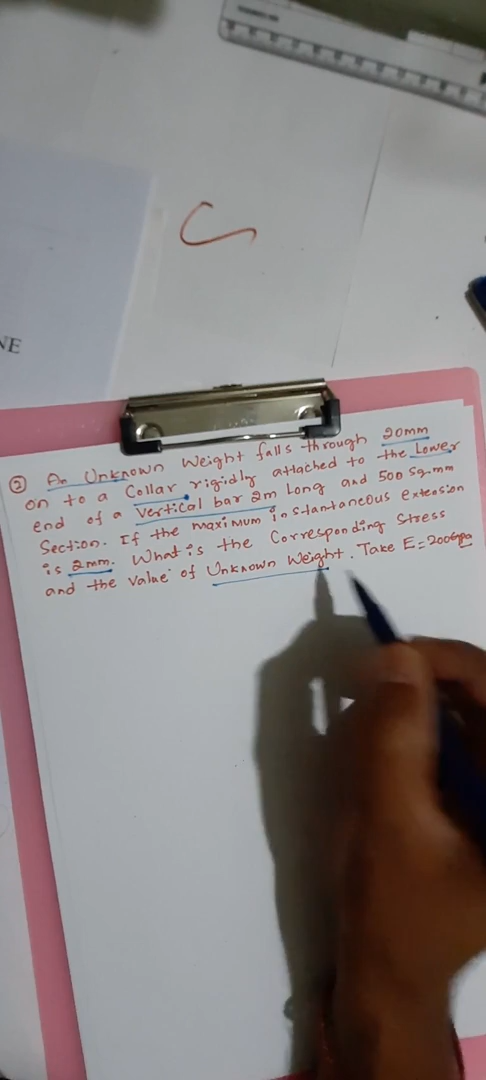 NE
② An Unknown Weight falls through 20mm
on to a Collar rigidly attached to the Lower
end of a Vertical bar 2m Long and 500 Sq.mm
Section. If the maximum instantaneous extension
is 2mm. What is the Corresponding Stress
and the value of Unknown Weight. Take E=200Gpa